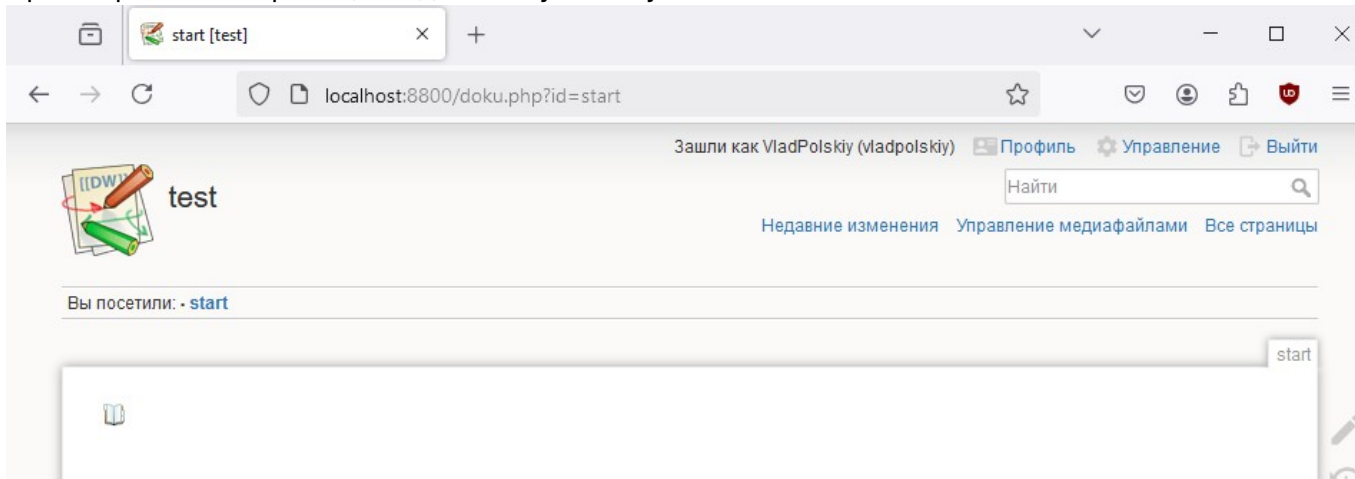 start [test]
localhost:8800/doku.php?id=start
Зашли как VladPolskiy (vladpolskiy) Профиль Управление Выйти
[[DW]]
test
Найти
Недавние изменения Управление медиафайлами Все страницы
Вы посетили: • start
start